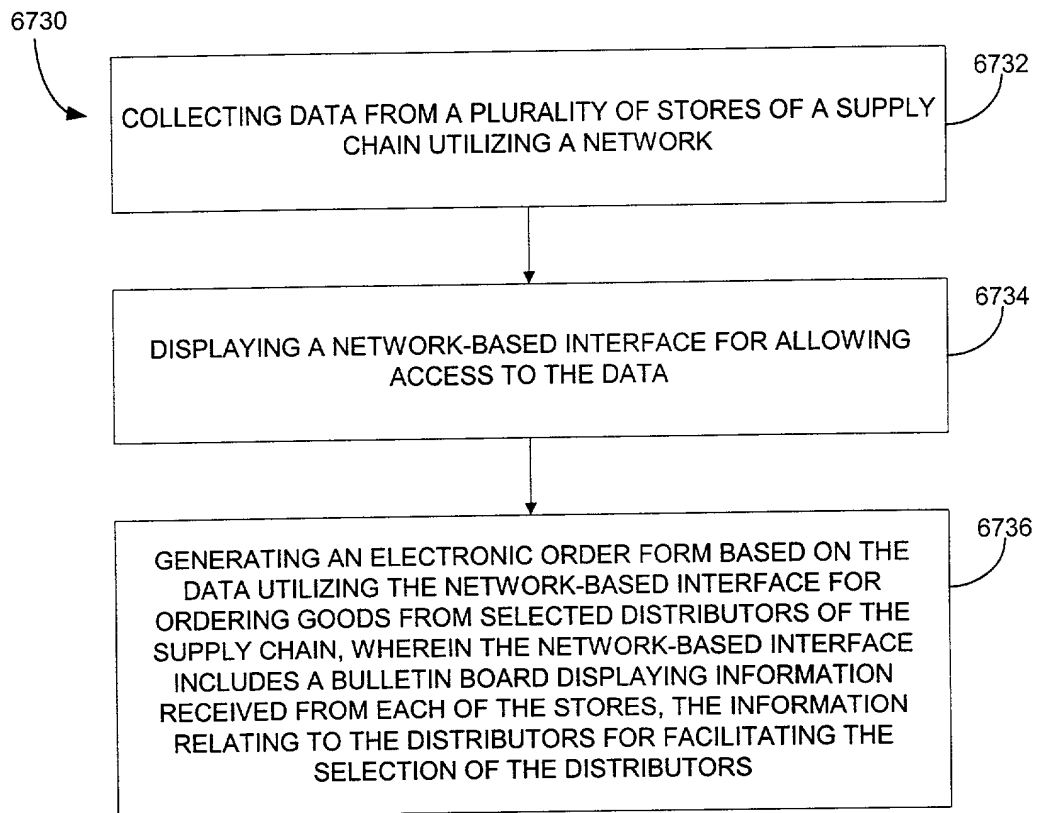 6730
6732
COLLECTING DATA FROM A PLURALITY OF STORES OF A SUPPLY
CHAIN UTILIZING A NETWORK
6734
DISPLAYING A NETWORK-BASED INTERFACE FOR ALLOWING
ACCESS TO THE DATA
6736
GENERATING AN ELECTRONIC ORDER FORM BASED ON THE
DATA UTILIZING THE NETWORK-BASED INTERFACE FOR
ORDERING GOODS FROM SELECTED DISTRIBUTORS OF THE
SUPPLY CHAIN, WHEREIN THE NETWORK-BASED INTERFACE
INCLUDES A BULLETIN BOARD DISPLAYING INFORMATION
RECEIVED FROM EACH OF THE STORES, THE INFORMATION
RELATING TO THE DISTRIBUTORS FOR FACILITATING THE
SELECTION OF THE DISTRIBUTORS